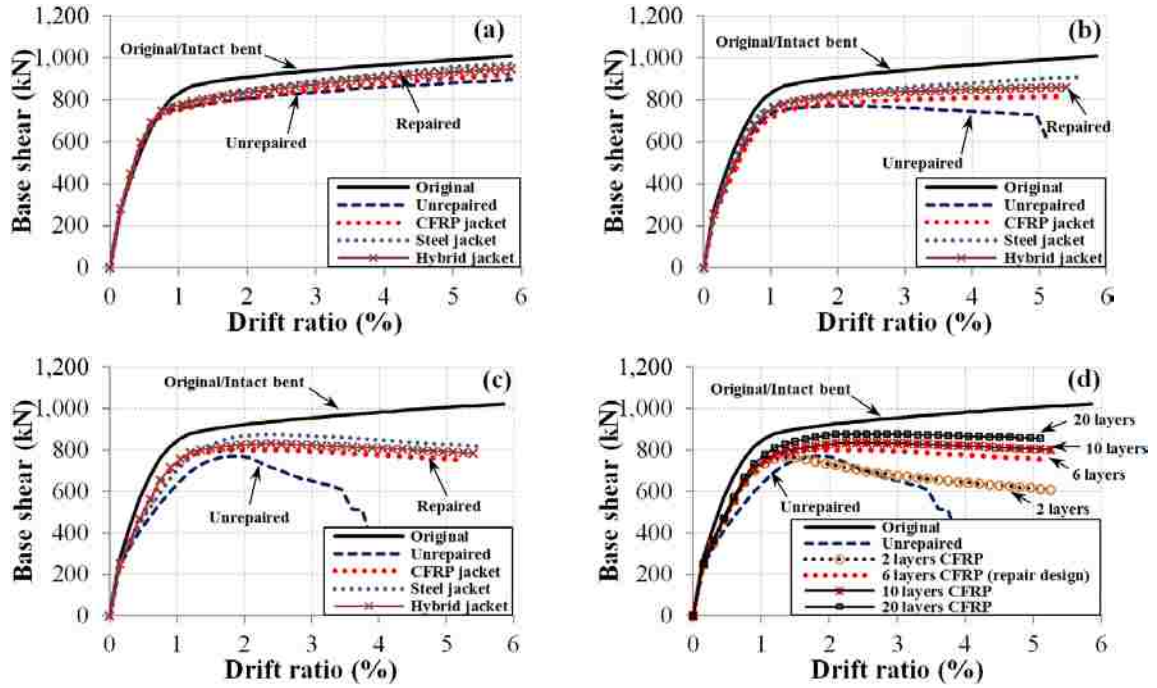 (a)
1,200
1,000
800
600
400
200
0
Base shear (kN)
Original/Intact bent
Unrepaired
Repaired
Original
Unrepaired
CFRP jacket
Steel jacket
Hybrid jacket
0 1 2 3 4 5 6
Drift ratio (%)
(b)
1,200
1,000
800
600
400
200
0
Base shear (kN)
Original/Intact bent
Repaired
Unrepaired
Original
Unrepaired
CFRP jacket
Steel jacket
Hybrid jacket
0 1 2 3 4 5 6
Drift ratio (%)
(c)
1,200
1,000
800
600
400
200
0
Base shear (kN)
Original/Intact bent
Unrepaired
Repaired
Original
Unrepaired
CFRP jacket
Steel jacket
Hybrid jacket
0 1 2 3 4 5 6
Drift ratio (%)
(d)
1,200
1,000
800
600
400
200
0
Base shear (kN)
Original/Intact bent
20 layers
10 layers
6 layers
2 layers
Unrepaired
Original
Unrepaired
2 layers CFRP
6 layers CFRP (repair design)
10 layers CFRP
20 layers CFRP
0 1 2 3 4 5 6
Drift ratio (%)